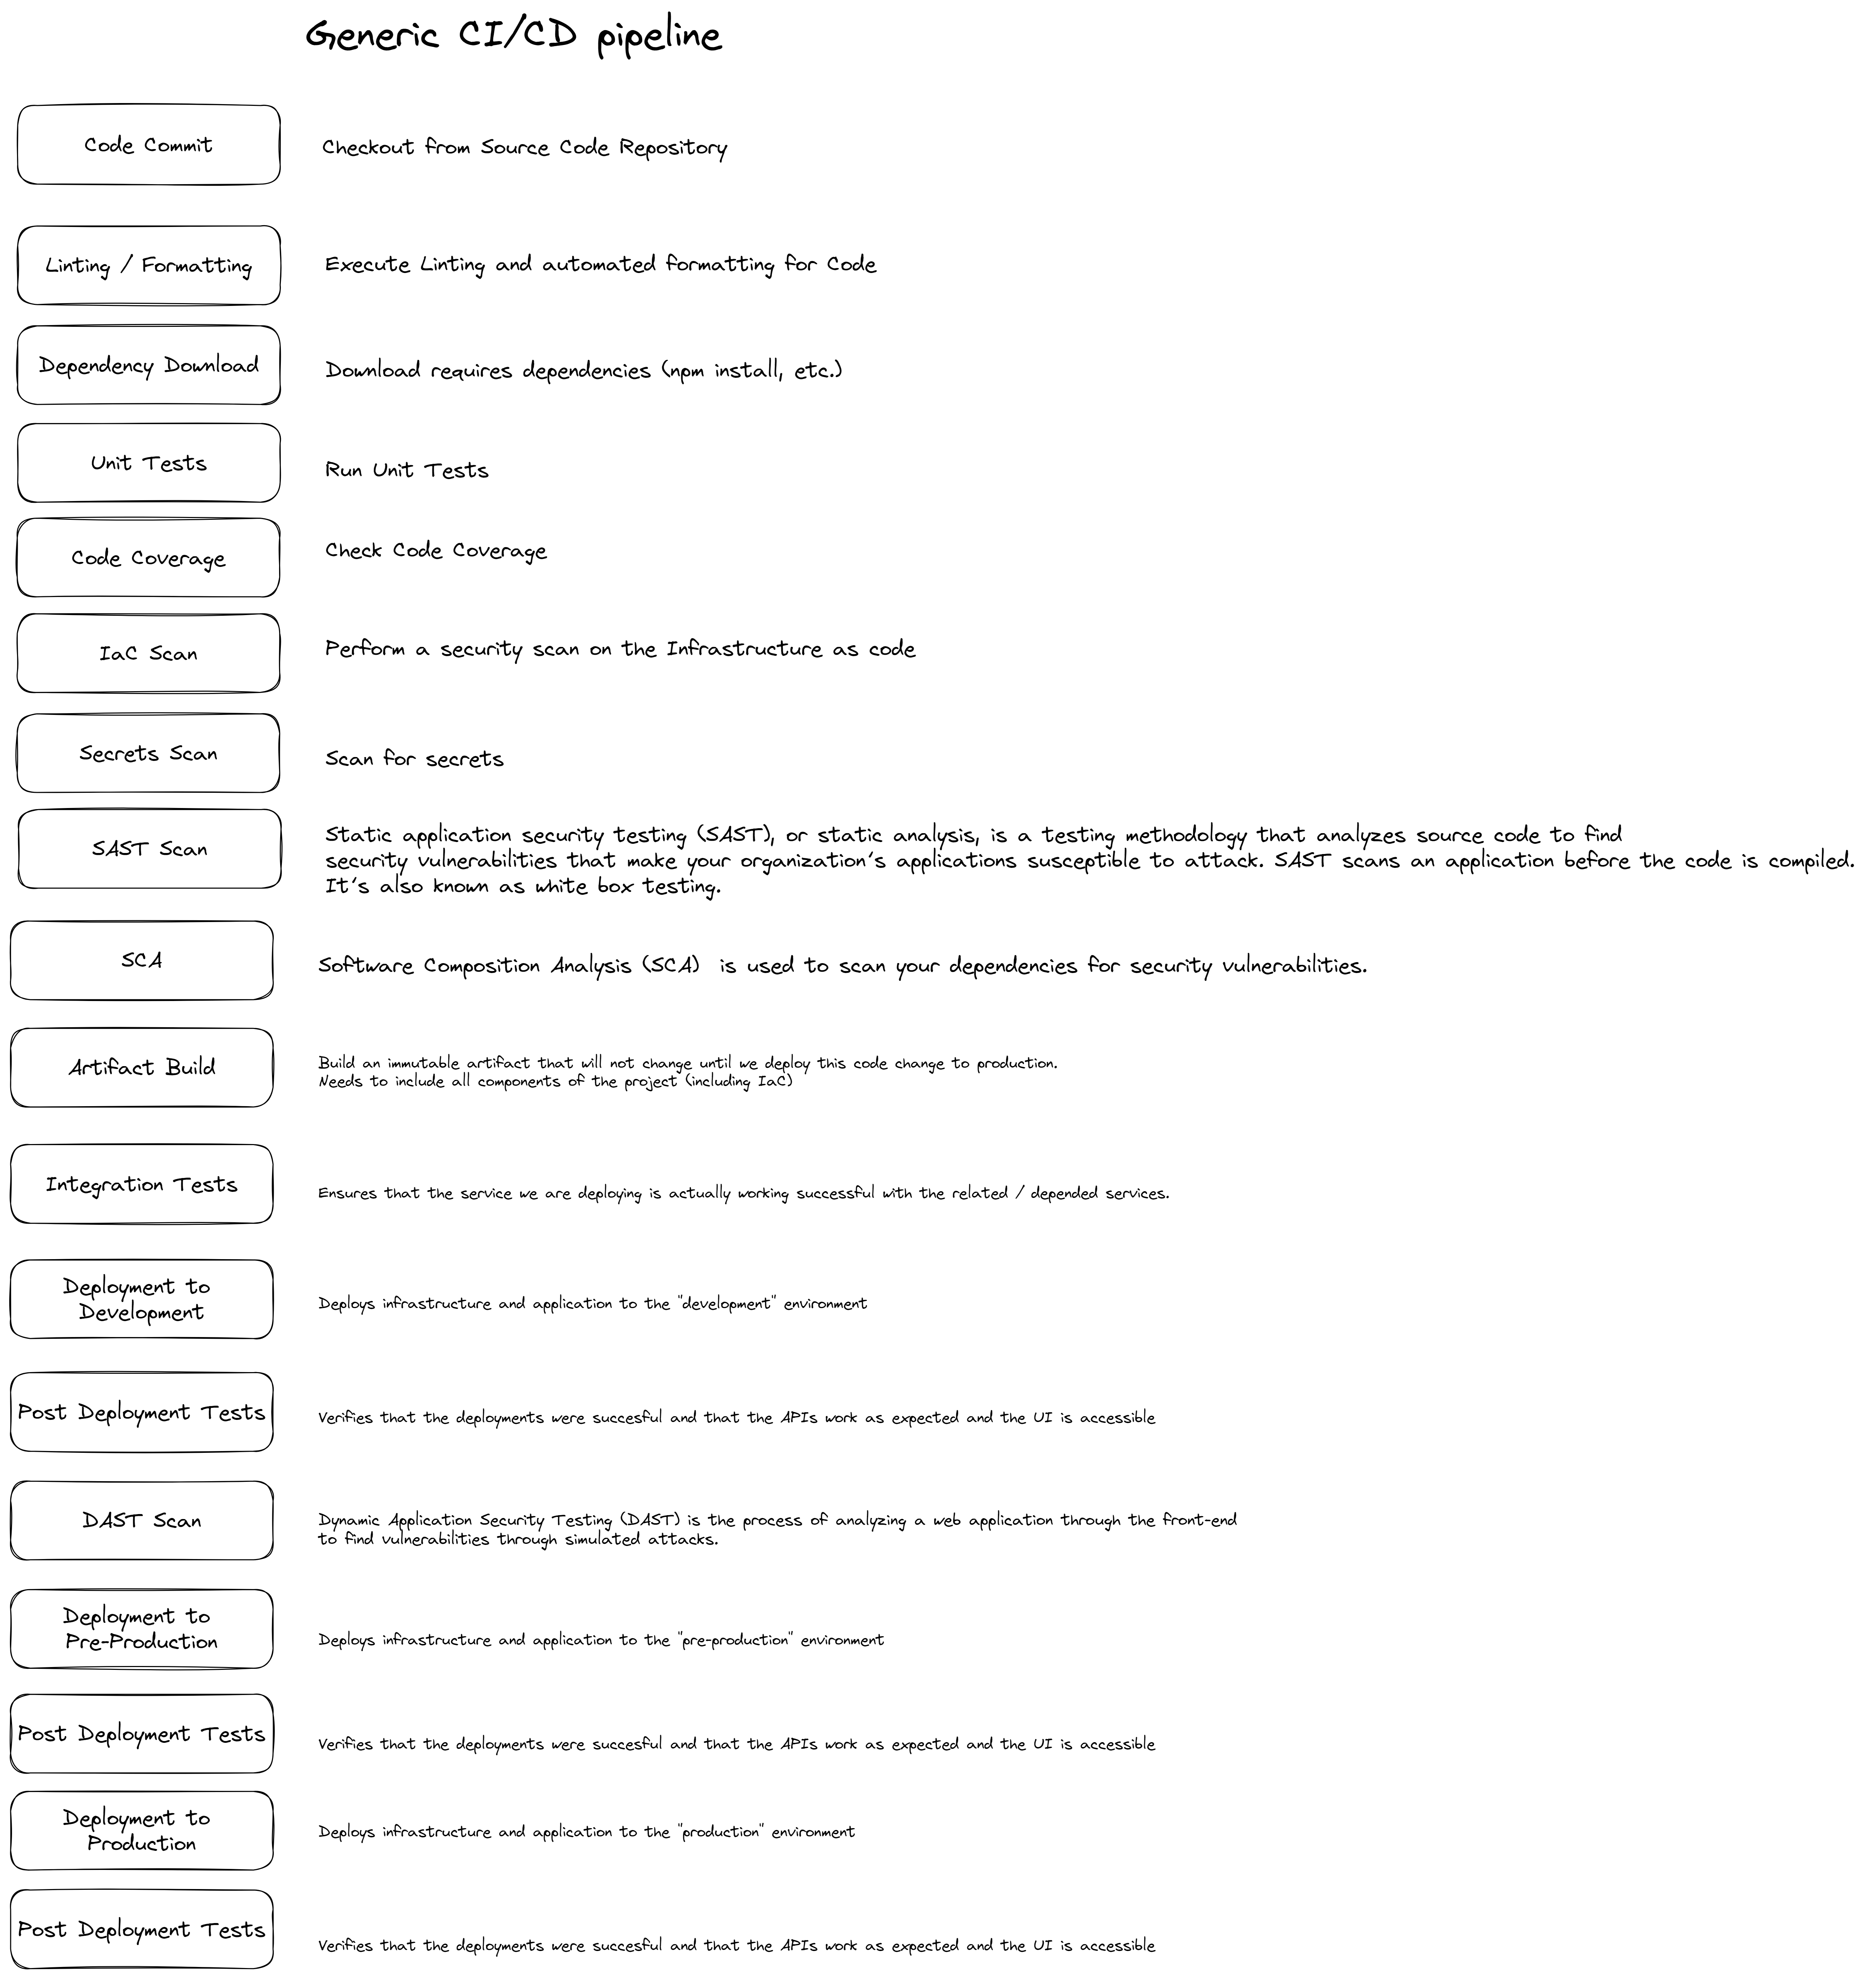 Generic CI/CD pipeline
Code Commit
Checkout from Source Code Repository
Linting / Formatting
Execute Linting and automated formatting for Code
Dependency Download
Download requires dependencies (npm install, etc.)
Unit Tests
Run Unit Tests
Code Coverage
Check Code Coverage
IaC Scan
Perform a security scan on the Infrastructure as code
Secrets Scan
Scan for secrets
SAST Scan
Static application security testing (SAST), or static analysis, is a testing methodology that analyzes source code to find
security vulnerabilities that make your organization's applications susceptible to attack. SAST scans an application before the code is compiled.
It's also known as white box testing.
SCA
Software Composition Analysis (SCA)  is used to scan your dependencies for security vulnerabilities.
Artifact Build
Build an immutable artifact that will not change until we deploy this code change to production.
Needs to include all components of the project (including IaC)
Integration Tests
Ensures that the service we are deploying is actually working successful with the related / depended services.
Deployment to
Development
Deploys infrastructure and application to the "development" environment
Post Deployment Tests
Verifies that the deployments were succesful and that the APIs work as expected and the UI is accessible
DAST Scan
Dynamic Application Security Testing (DAST) is the process of analyzing a web application through the front-end
to find vulnerabilities through simulated attacks.
Deployment to
Pre-Production
Deploys infrastructure and application to the "pre-production" environment
Post Deployment Tests
Verifies that the deployments were succesful and that the APIs work as expected and the UI is accessible
Deployment to
Production
Deploys infrastructure and application to the "production" environment
Post Deployment Tests
Verifies that the deployments were succesful and that the APIs work as expected and the UI is accessible